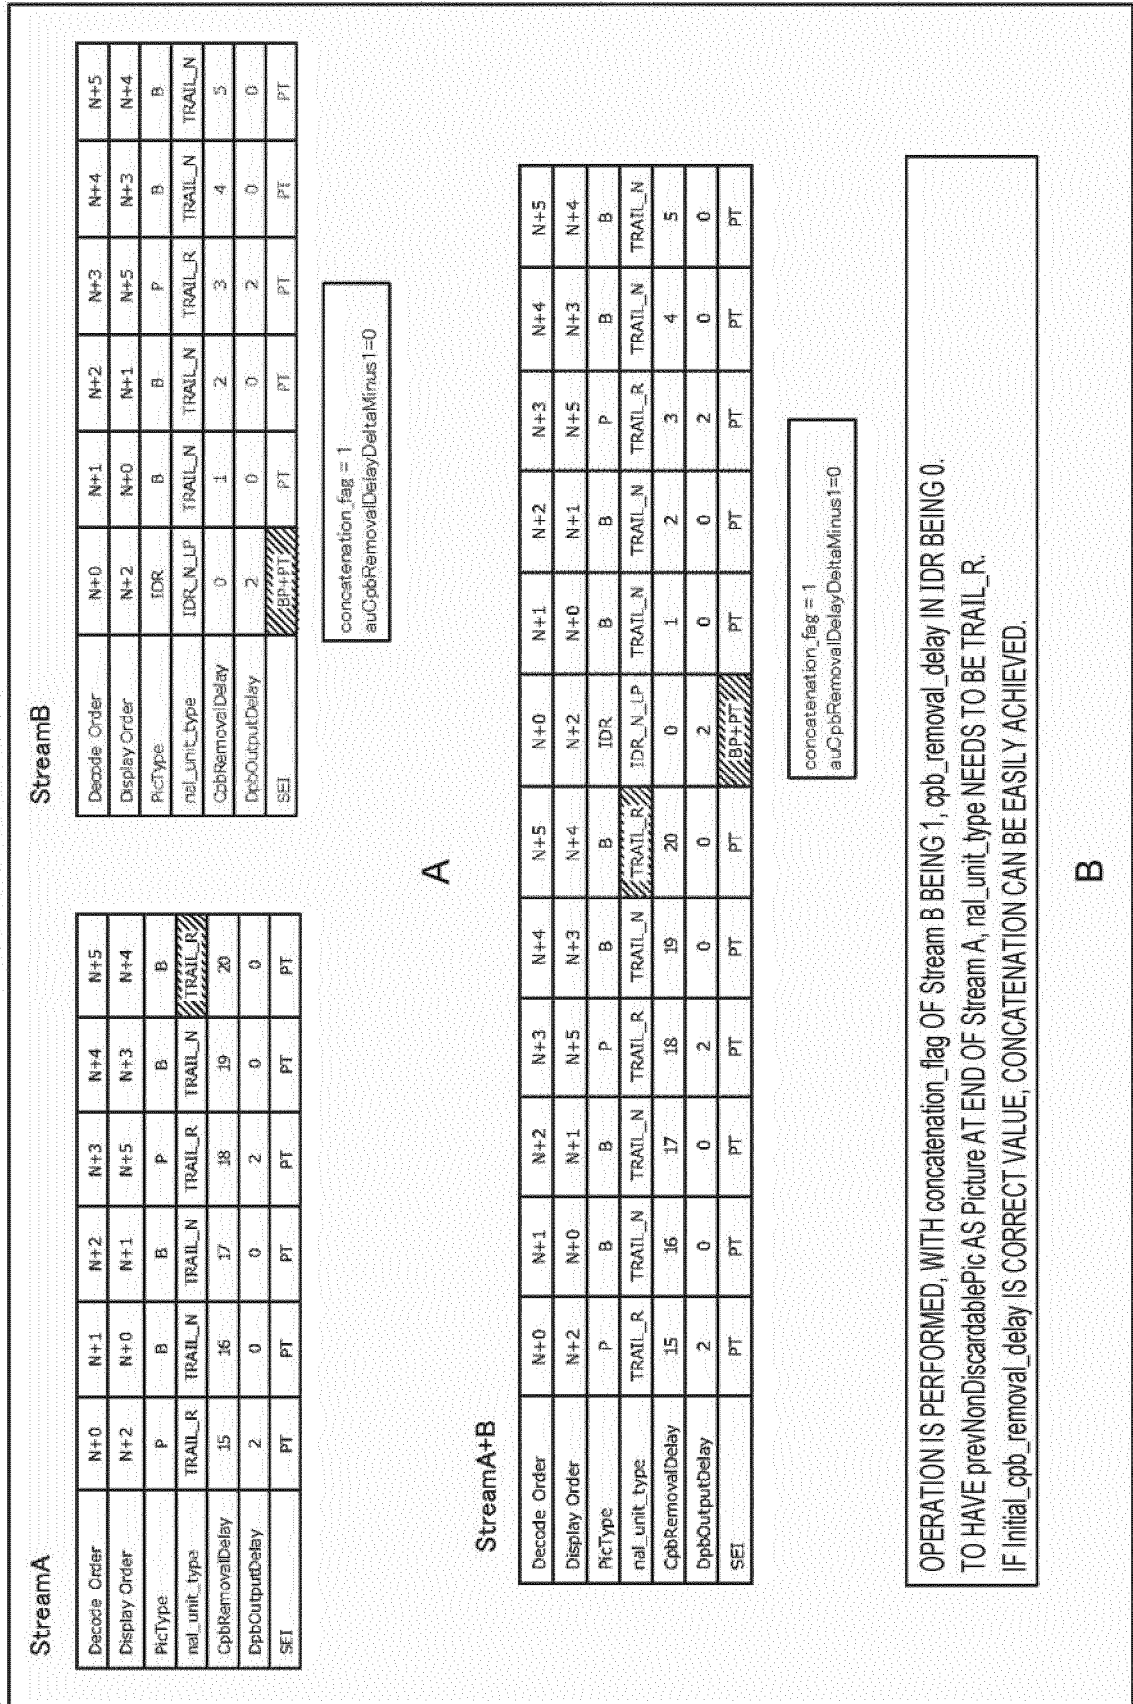 StreamA
Decode Order N+0 N+1 N+2 N+3 N+4 N+5
Display Order N+2 N+0 N+1 N+5 N+3 N+4
PicType P B B P B B
nal_unit_type TRAIL_R TRAIL_N TRAIL_N TRAIL_R TRAIL_N TRAIL_R
CpbRemovalDelay 15 16 17 18 19 20
DpbOutputDelay 2 0 0 2 0 0
SEI PT PT PT PT PT PT
StreamB
Decode Order N+0 N+1 N+2 N+3 N+4 N+5
Display Order N+2 N+0 N+1 N+5 N+3 N+4
PicType IDR B B P B B
nal_unit_type IDR_N_LP TRAIL_N TRAIL_N TRAIL_R TRAIL_N TRAIL_N
CpbRemovalDelay 0 1 2 3 4 5
DpbOutputDelay 2 0 0 2 0 0
SEI BP+PT PT PT PT PT PT
concatenation_fag = 1
auCpbRemovalDelayDeltaMinus1=0
A
StreamA+B
Decode Order N+0 N+1 N+2 N+3 N+4 N+5 N+0 N+1 N+2 N+3 N+4 N+5
Display Order N+2 N+0 N+1 N+5 N+3 N+4 N+2 N+0 N+1 N+5 N+3 N+4
PicType P B B P B B IDR B B P B B
nal_unit_type TRAIL_R TRAIL_N TRAIL_N TRAIL_R TRAIL_N TRAIL_R IDR_N_LP TRAIL_N TRAIL_N TRAIL_R TRAIL_N TRAIL_N
CpbRemovalDelay 15 16 17 18 19 20 0 1 2 3 4 5
DpbOutputDelay 2 0 0 2 0 0 2 0 0 2 0 0
SEI PT PT PT PT PT PT BP+PT PT PT PT PT PT
concatenation_fag = 1
auCpbRemovalDelayDeltaMinus1=0
OPERATION IS PERFORMED, WITH concatenation_flag OF Stream B BEING 1, cpb_removal_delay IN IDR BEING 0.
TO HAVE prevNonDiscardablePic AS Picture AT END OF Stream A, nal_unit_type NEEDS TO BE TRAIL_R.
IF Initial_cpb_removal_delay IS CORRECT VALUE, CONCATENATION CAN BE EASILY ACHIEVED.
B